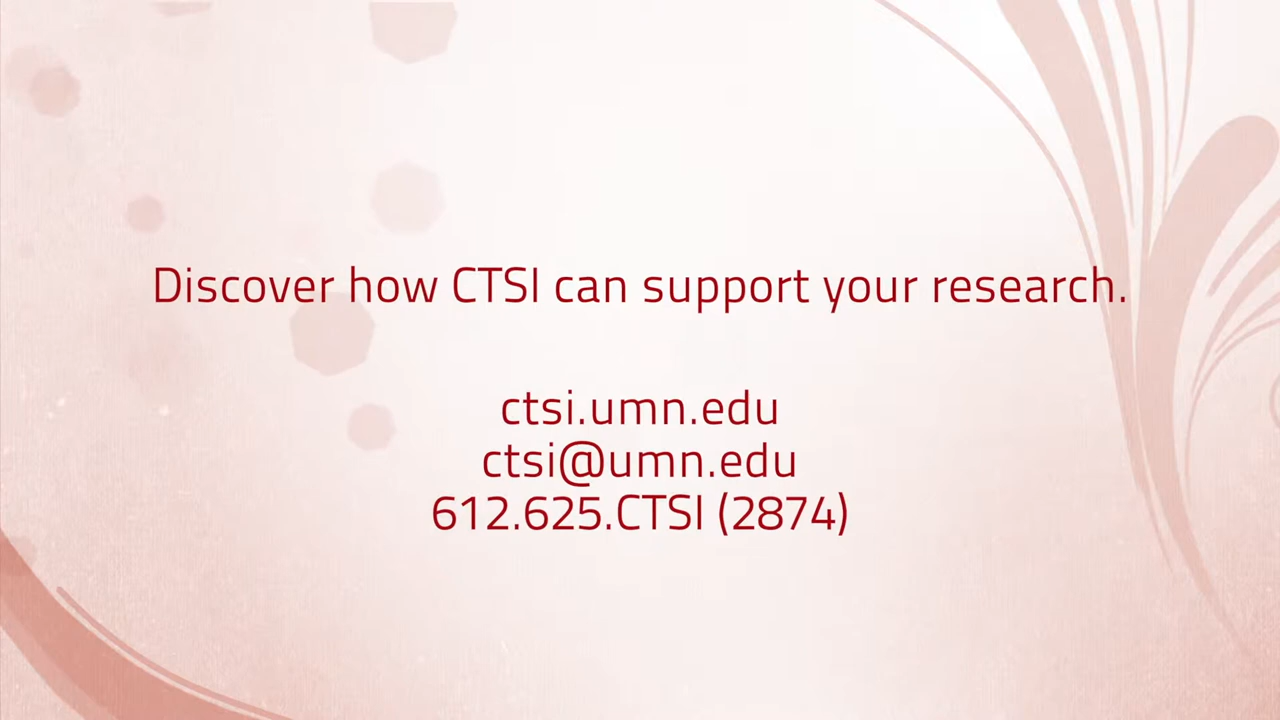 Discover how CTSI can support your research.
ctsi.umn.edu
ctsi@umn.edu
612.625.CTSI (2874)